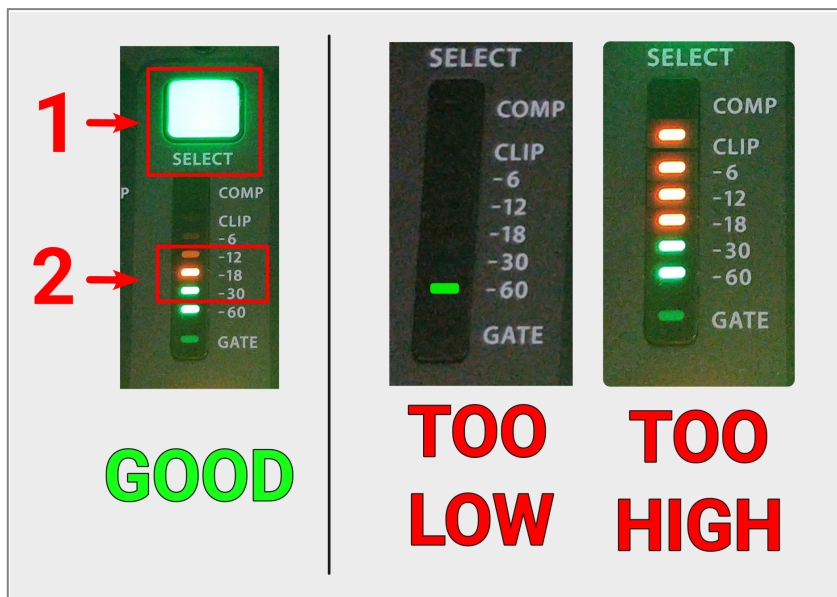 1
SELECT
P
COMP
CLIP
-6
-12
-18
-30
-60
GATE
2
GOOD
SELECT
COMP
CLIP
-6
-12
-18
-30
-60
GATE
TOO
LOW
SELECT
COMP
CLIP
-6
-12
-18
-30
-60
GATE
TOO
HIGH